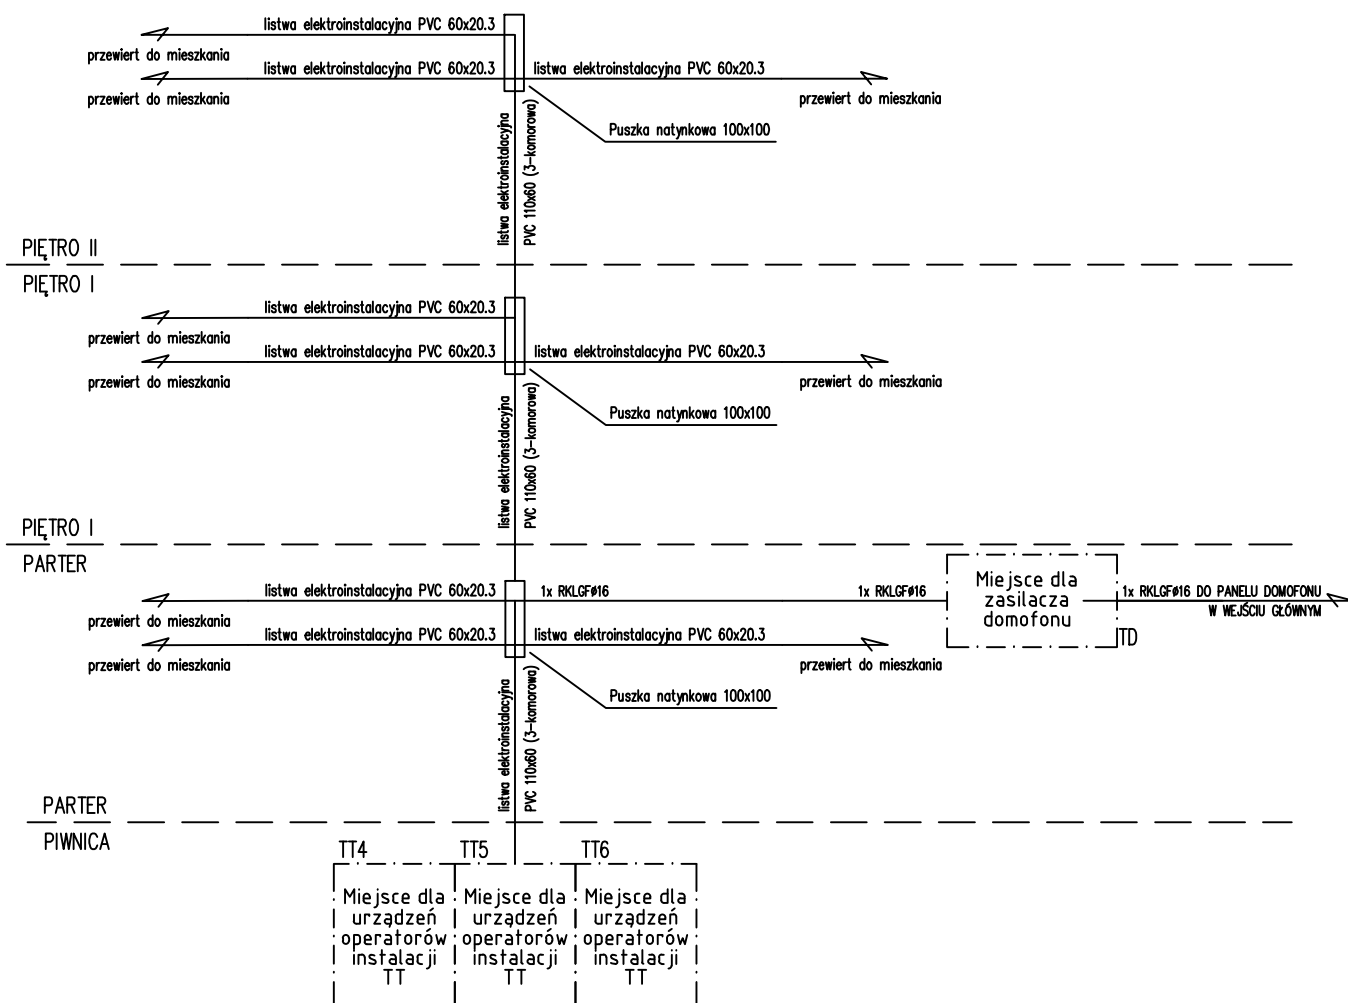 listwa elektroinstalacyjna PVC 60x20.3
przewiert do mieszkania
listwa elektroinstalacyjna PVC 60x20.3
listwa elektroinstalacyjna PVC 60x20.3
przewiert do mieszkania
przewiert do mieszkania
Puszka natynkowa 100x100
listwa elektroinstalacyjna
PVC 110x60 (3-komorowa)
PIĘTRO II
PIĘTRO I
listwa elektroinstalacyjna PVC 60x20.3
przewiert do mieszkania
listwa elektroinstalacyjna PVC 60x20.3
listwa elektroinstalacyjna PVC 60x20.3
przewiert do mieszkania
przewiert do mieszkania
Puszka natynkowa 100x100
listwa elektroinstalacyjna
PVC 110x60 (3-komorowa)
PIĘTRO I
PARTER
listwa elektroinstalacyjna PVC 60x20.3
1x RKLGFø16
1x RKLGFø16
Miejsce dla
zasilacza
domofonu
TD
1x RKLGFø16 DO PANELU DOMOFONU
W WEJŚCIU GŁÓWNYM
przewiert do mieszkania
listwa elektroinstalacyjna PVC 60x20.3
listwa elektroinstalacyjna PVC 60x20.3
przewiert do mieszkania
przewiert do mieszkania
Puszka natynkowa 100x100
listwa elektroinstalacyjna
PVC 110x60 (3-komorowa)
PARTER
PIWNICA
TT4
Miejsce dla
urządzeń
operatorów
instalacji
TT
TT5
Miejsce dla
urządzeń
operatorów
instalacji
TT
TT6
Miejsce dla
urządzeń
operatorów
instalacji
TT